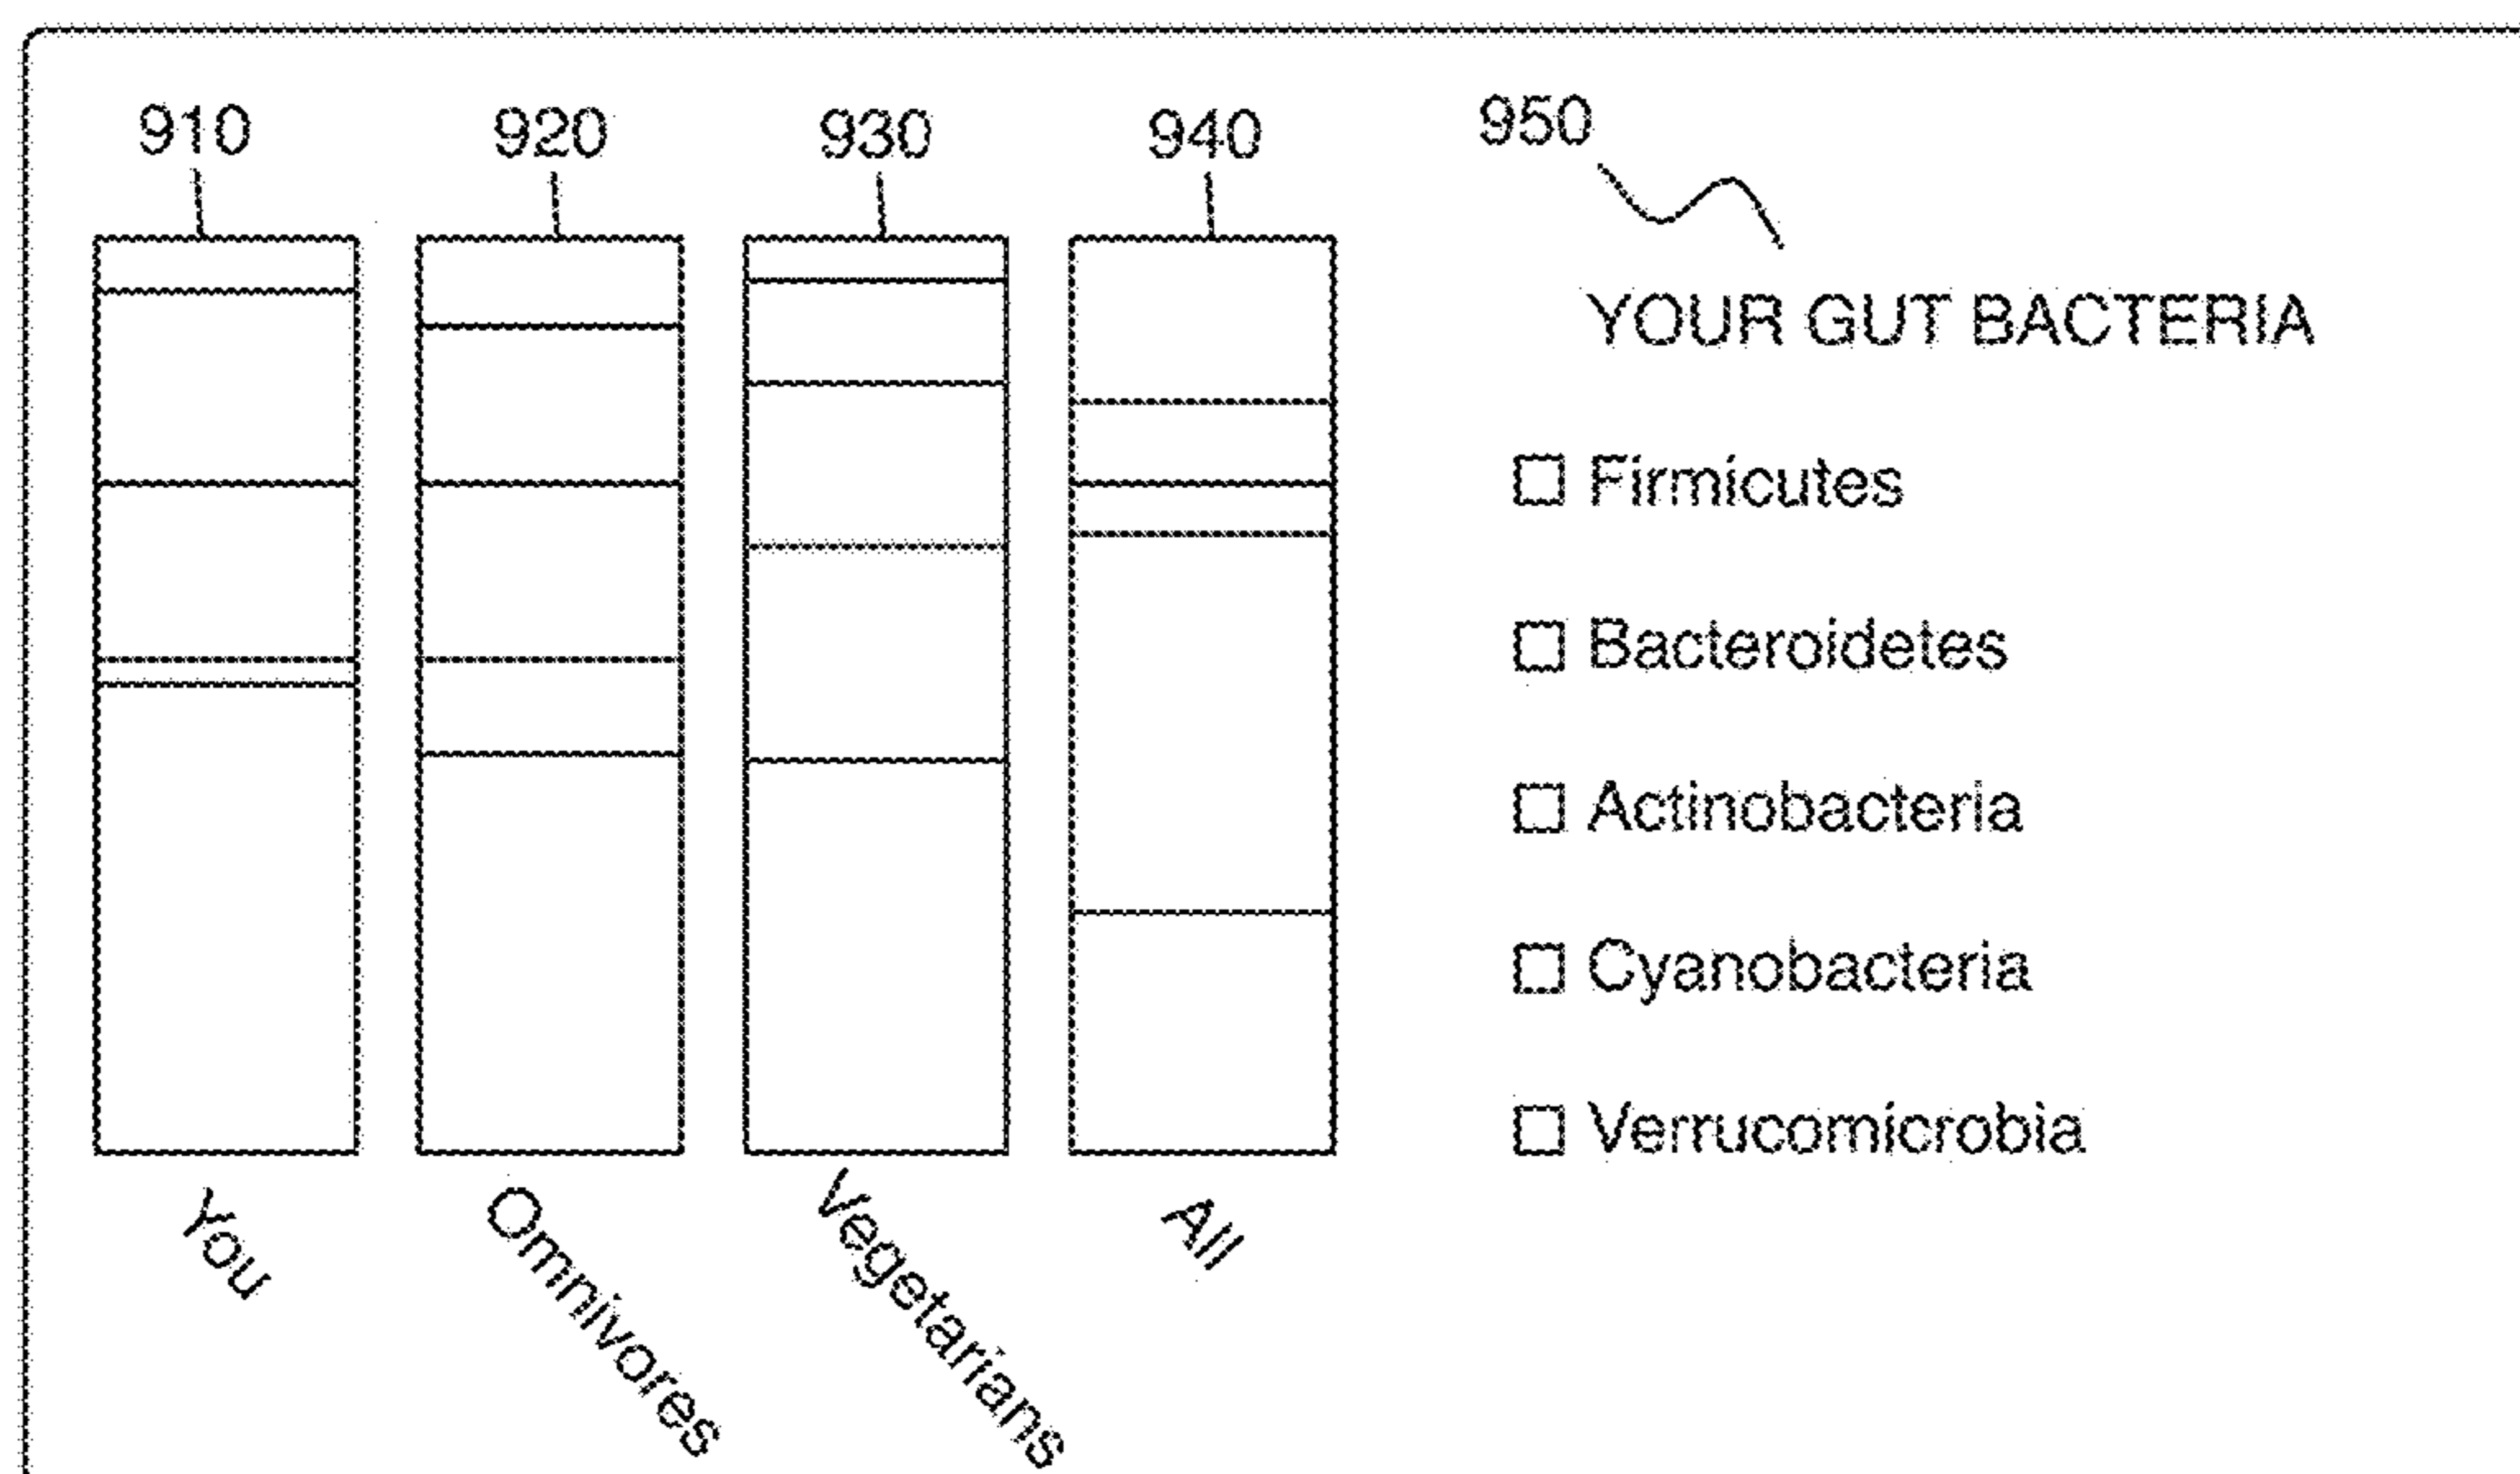 910 920 930 940 950
YOUR GUT BACTERIA
Firmicutes
Bacteroidetes
Actinobacteria
Cyanobacteria
Verrucomicrobia
You Omnivores Vegetarians All